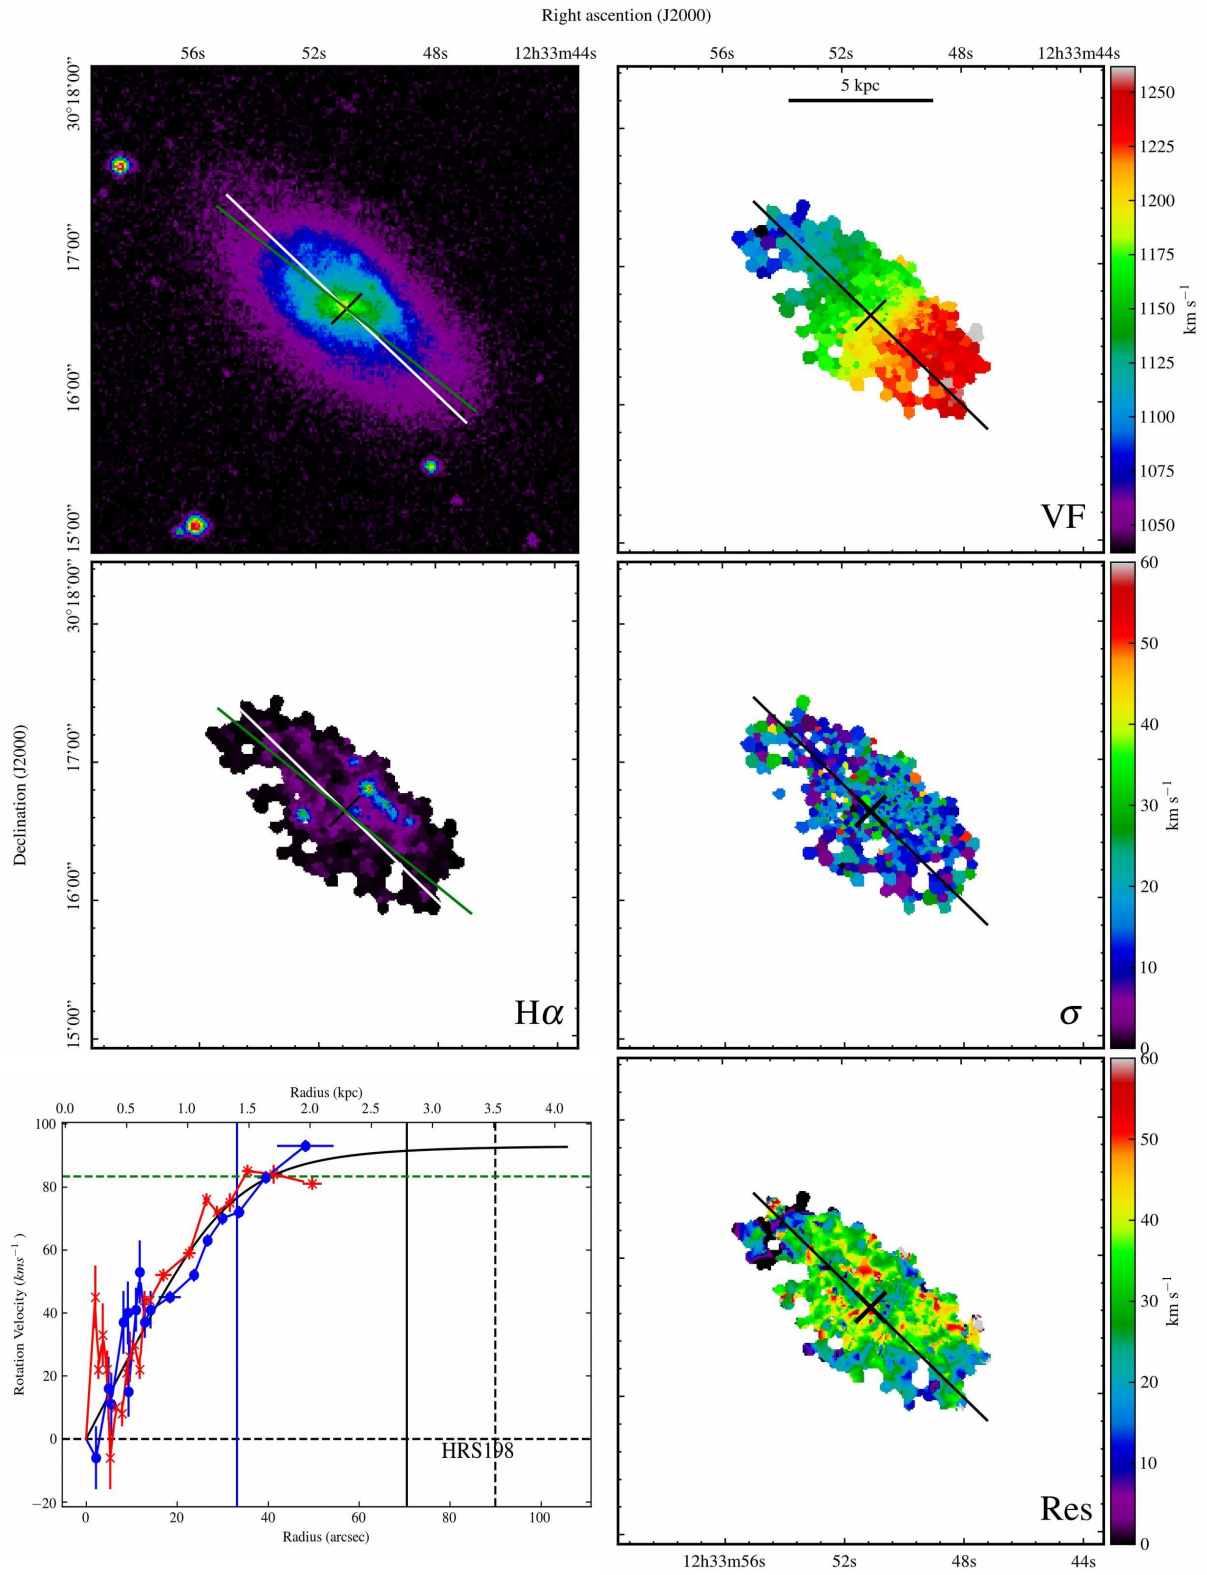 Right ascention (J2000)
56s 52s 48s 12h33m44s 56s 52s 48s 12h33m44s
30°18'00" 17'00" 16'00" 15'00"
5 kpc
VF
1250
1225
1200
1175
1150
1125
1100
1075
1050
km s⁻¹
Declination (J2000)
30°18'00" 17'00" 16'00" 15'00"
Hα
σ
60
50
40
30
20
10
0
km s⁻¹
Radius (kpc)
0.0 0.5 1.0 1.5 2.0 2.5 3.0 3.5 4.0
Rotation Velocity (kms⁻¹ )
100
80
60
40
20
0
−20
HRS198
0 20 40 60 80 100
Radius (arcsec)
Res
60
50
40
30
20
10
0
km s⁻¹
12h33m56s 52s 48s 44s